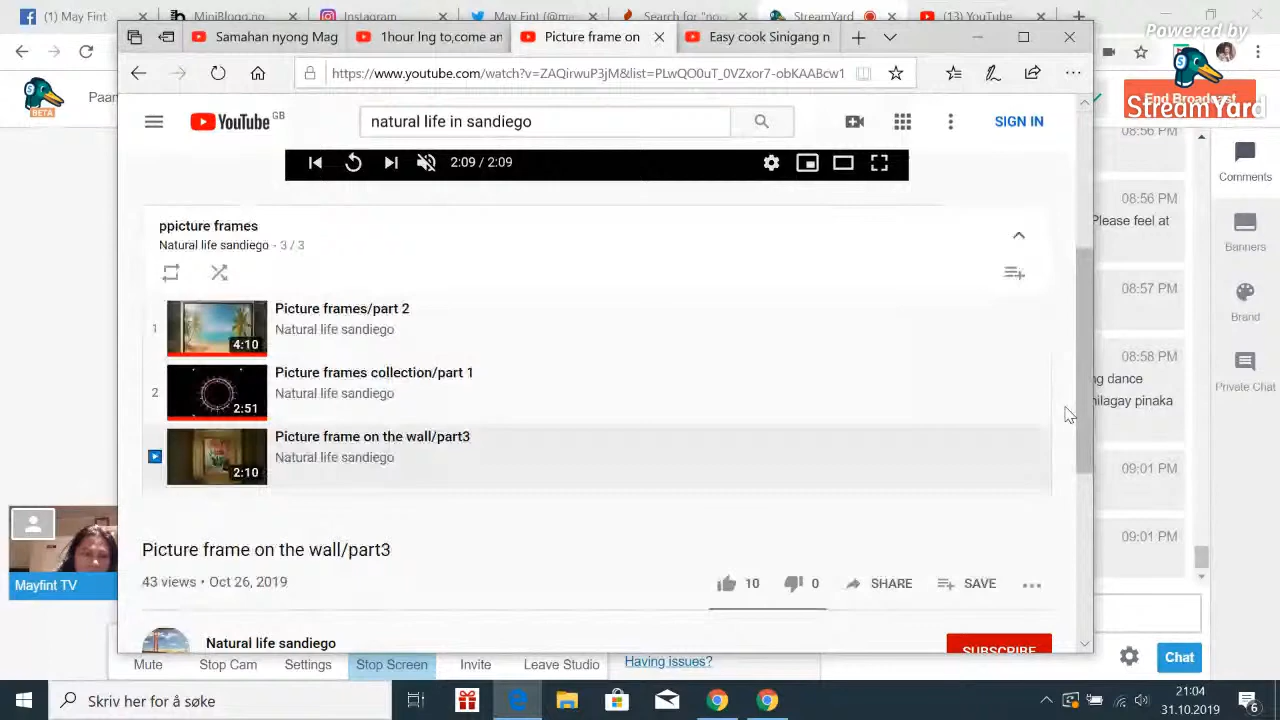 (May
MiniBlogg.no
Instagram
May Fint (@m
Search for "no
StreamYard
(13) YouTube
Samahan nyong Mag
1hour lng to,come an
Picture frame on
Easy cook Sinigang n
https://www.youtube.com/watch?v=ZAQirwuP3jM&list=PLwQO0uT_0VZxor7-obKAABcw1
Powered by
StreamYard
End Broadcast
BETA
Paan
YouTube GB
natural life in sandiego
SIGN IN
2:09 / 2:09
ppicture frames
Natural life sandiego - 3 / 3
1
4:10
Picture frames/part 2
Natural life sandiego
2
2:51
Picture frames collection/part 1
Natural life sandiego
2:10
Picture frame on the wall/part3
Natural life sandiego
Picture frame on the wall/part3
43 views • Oct 26, 2019
10
0
SHARE
SAVE
Natural life sandiego
SUBSCRIBE
08:56 PM
08:56 PM
Please feel at
08:57 PM
08:58 PM
ng dance
nilagay pinaka
09:01 PM
09:01 PM
Comments
Banners
Brand
Private Chat
Mayfint TV
Mute
Stop Cam
Settings
Stop Screen
Invite
Leave Studio
Having issues?
Chat
Skriv her for å søke
21:04
31.10.2019
6